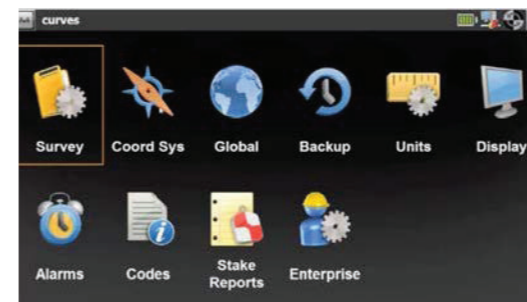 curves
Survey
Coord Sys
Global
Backup
Units
Display
Alarms
Codes
Stake
Reports
Enterprise